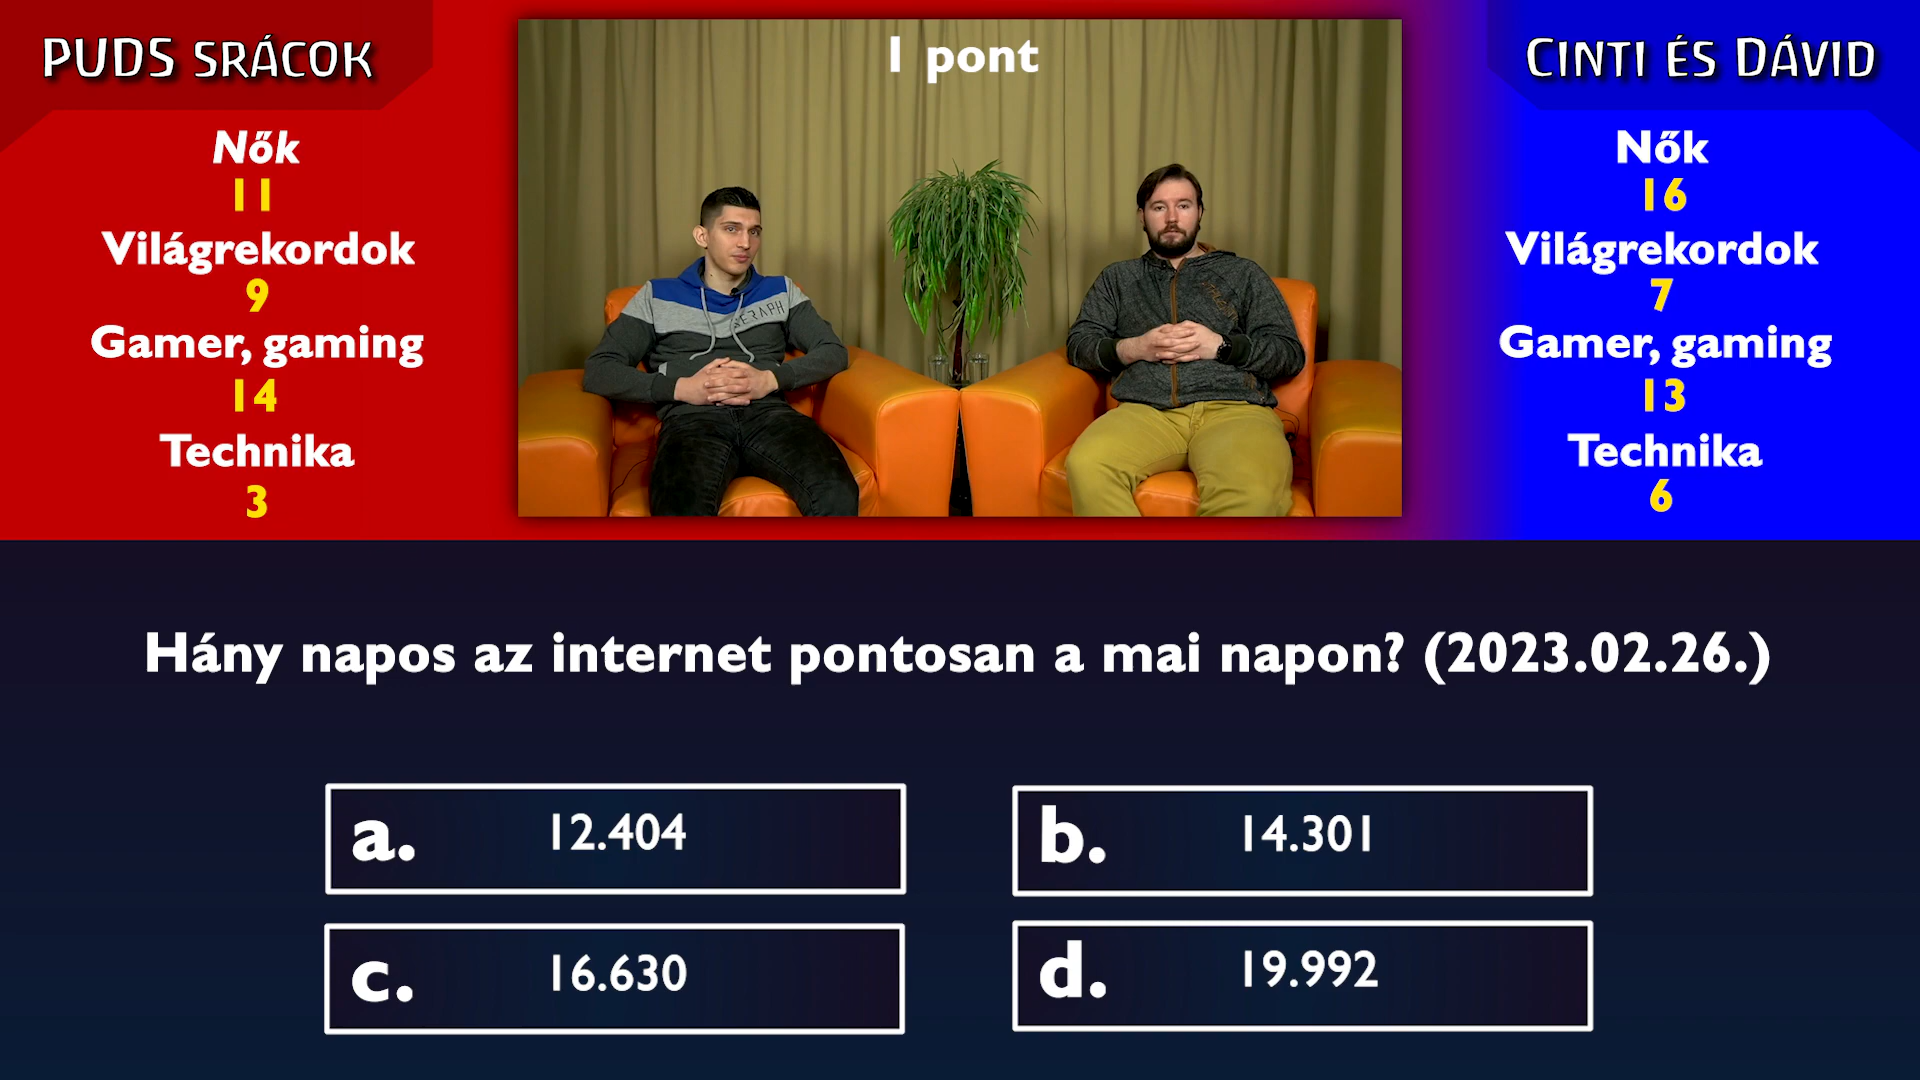 PUDS SRÁCOK
Nők
11
Világrekordok
9
Gamer, gaming
14
Technika
3
1 pont
SERAPH
CINTI ÉS DÁVID
Nők
16
Világrekordok
7
Gamer, gaming
13
Technika
6
Hány napos az internet pontosan a mai napon? (2023.02.26.)
a. 12.404
b. 14.301
c. 16.630
d. 19.992